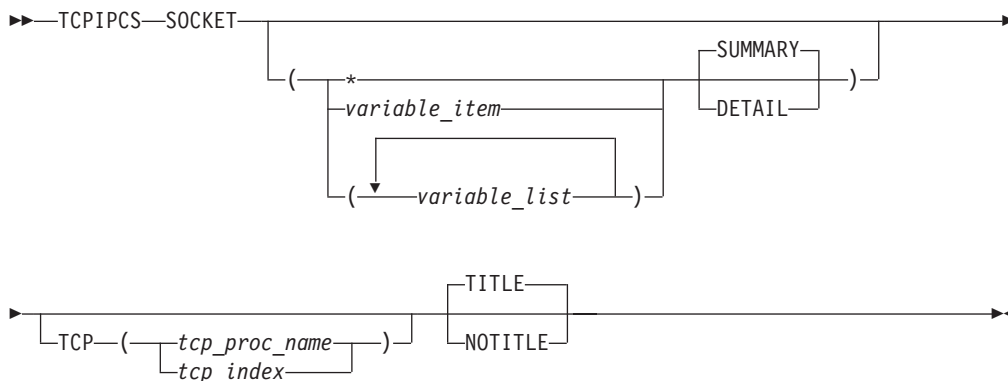 TCPIPCS SOCKET
SUMMARY
( * )
variable_item DETAIL
( variable_list )
TITLE
TCP ( tcp_proc_name ) NOTITLE
tcp_index